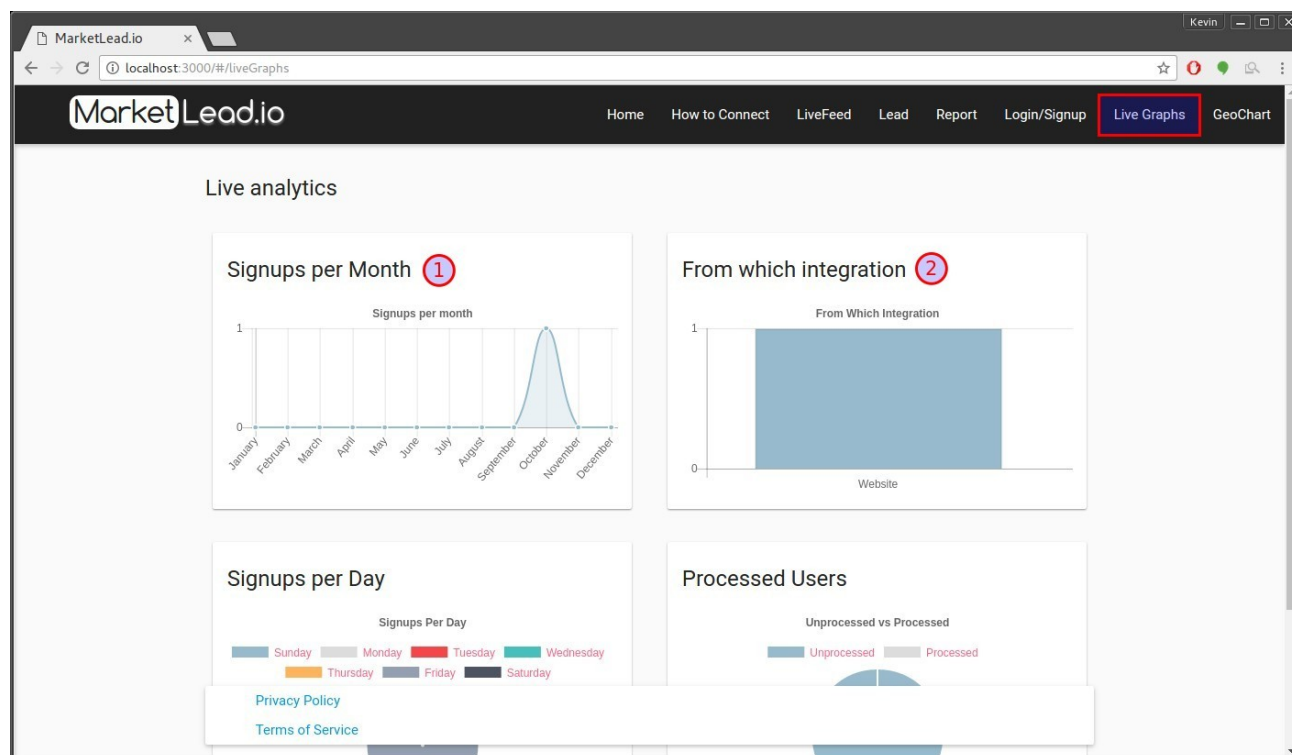 Kevin
MarketLead.io
localhost:3000/#/liveGraphs
MarketLead.io
Home How to Connect LiveFeed Lead Report Login/Signup Live Graphs GeoChart
Live analytics
Signups per Month 1
Signups per month
1
0
January February March April May June July August September October November December
From which integration 2
From Which Integration
1
0
Website
Signups per Day
Signups Per Day
Sunday Monday Tuesday Wednesday
Thursday Friday Saturday
Processed Users
Unprocessed vs Processed
Unprocessed Processed
Privacy Policy
Terms of Service